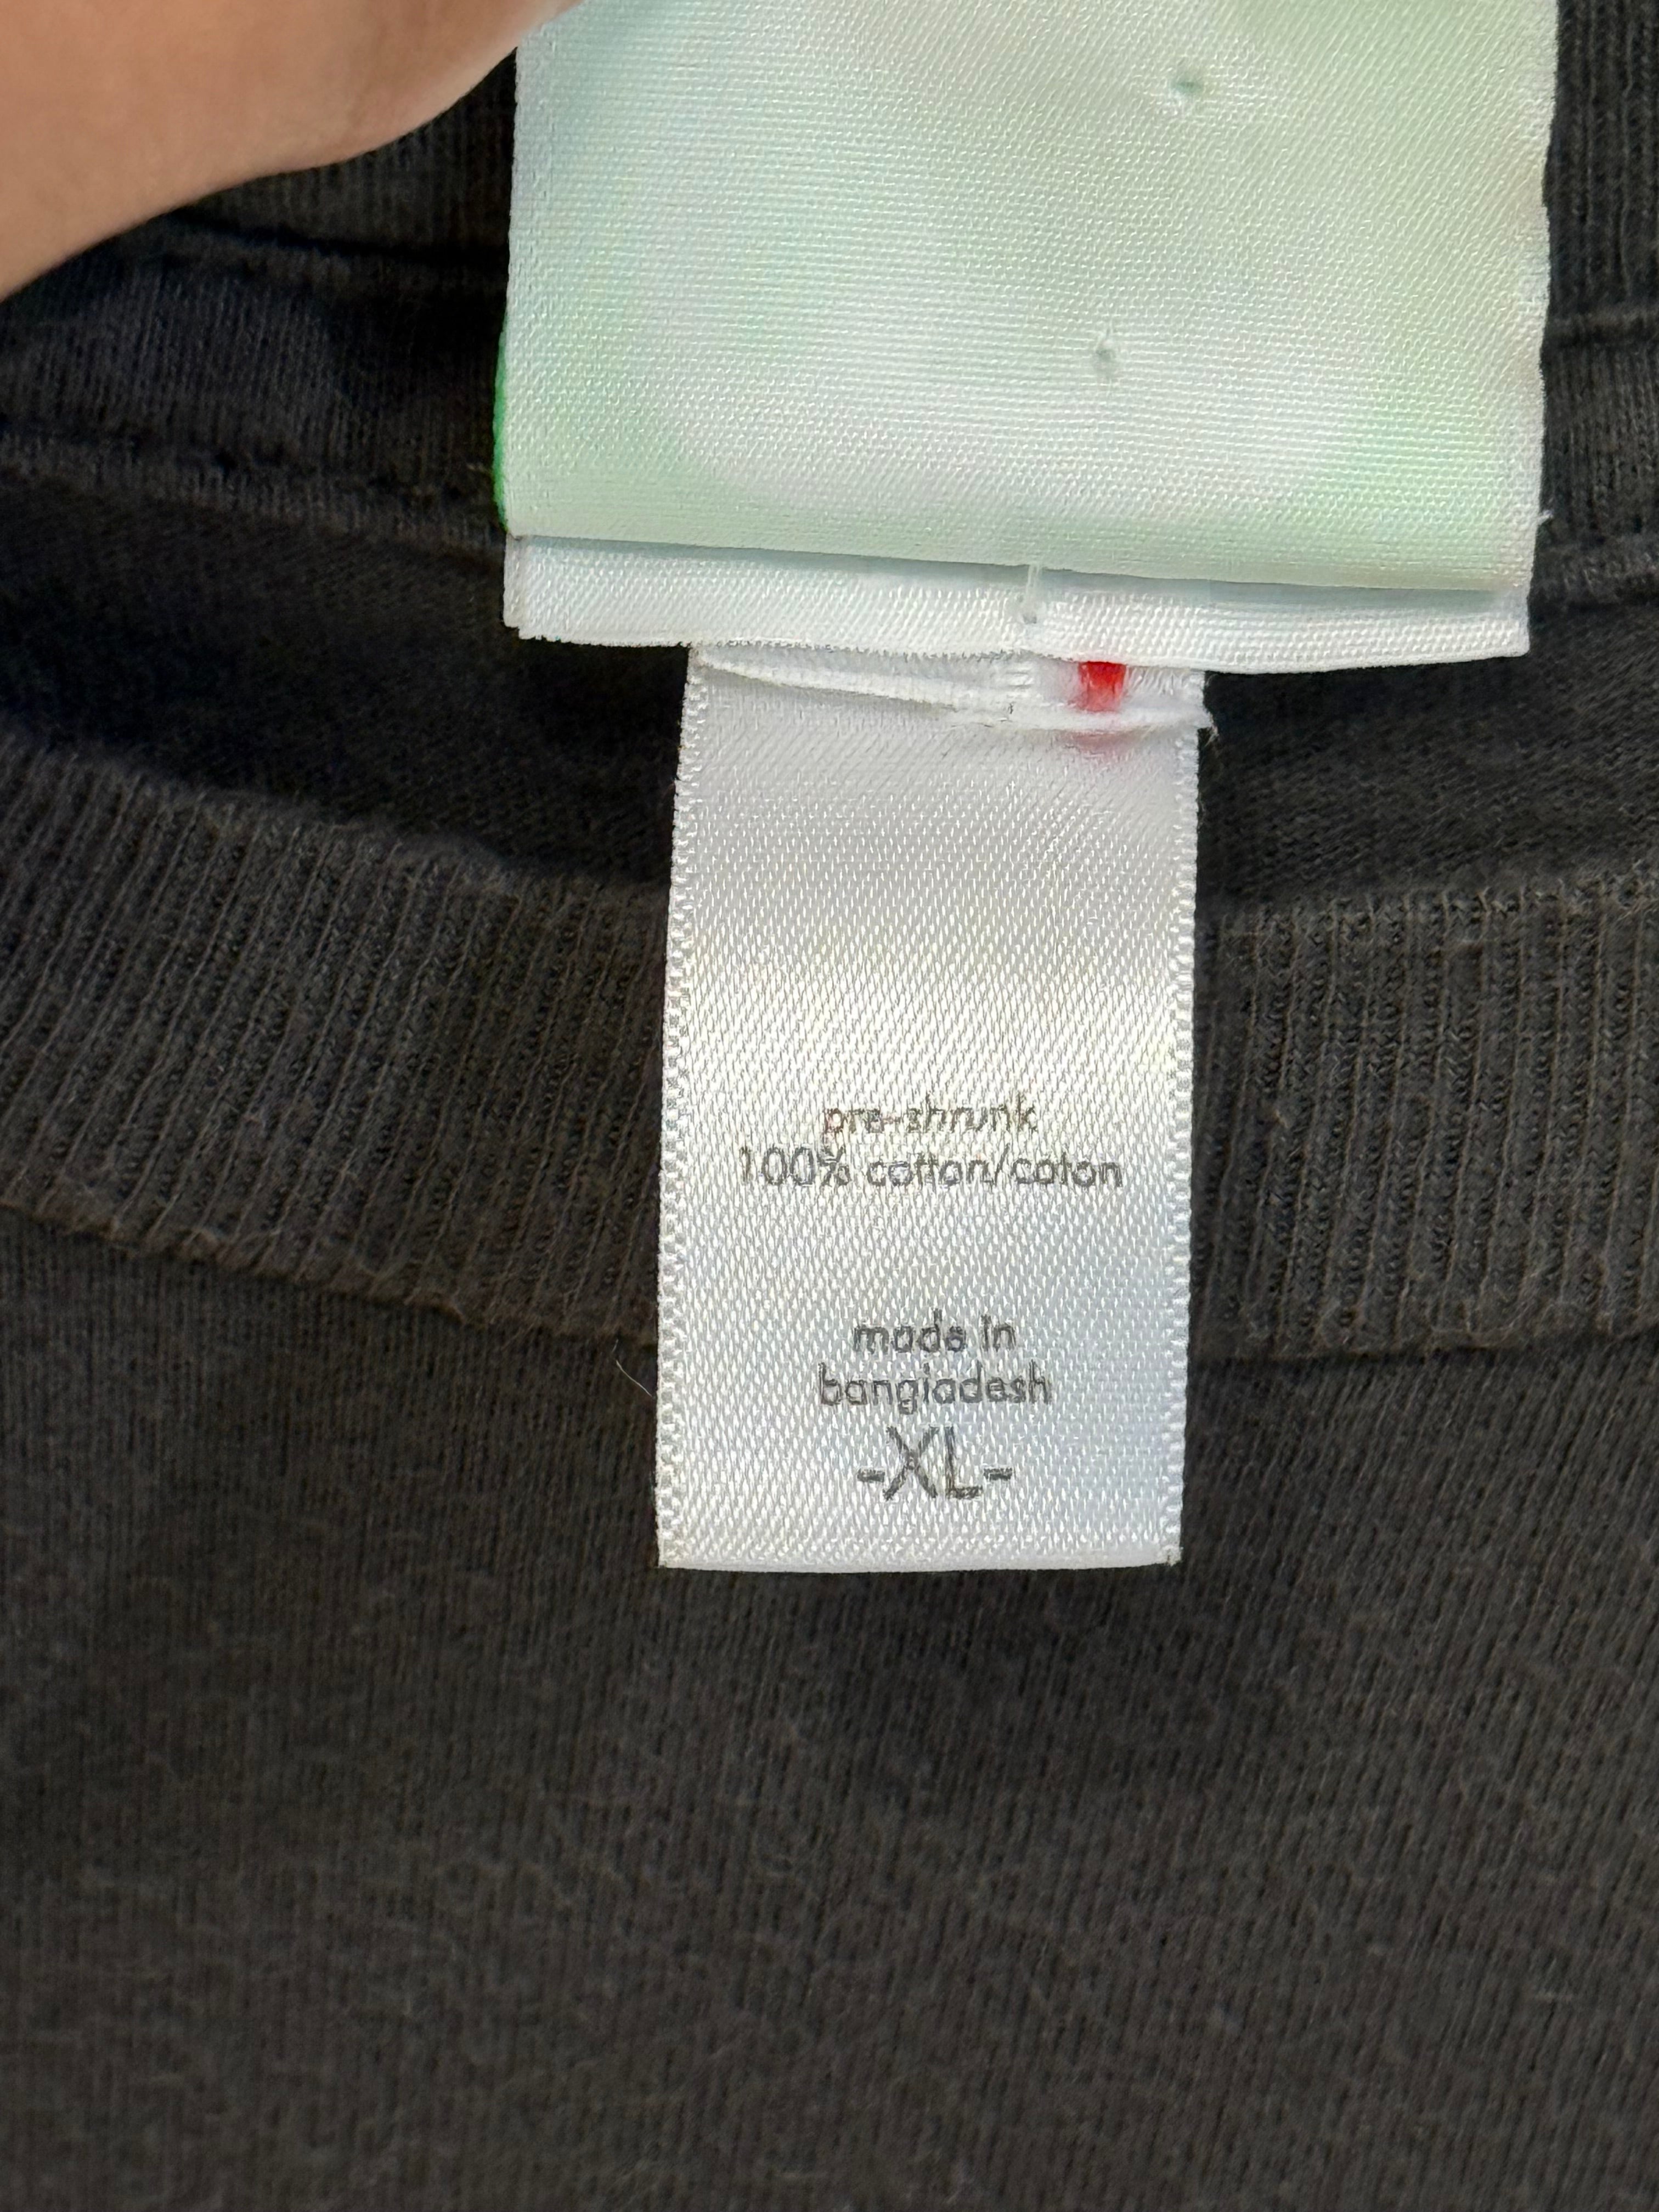 pre-shrunk
100% cotton/coton
made in
bangladesh
-XL-